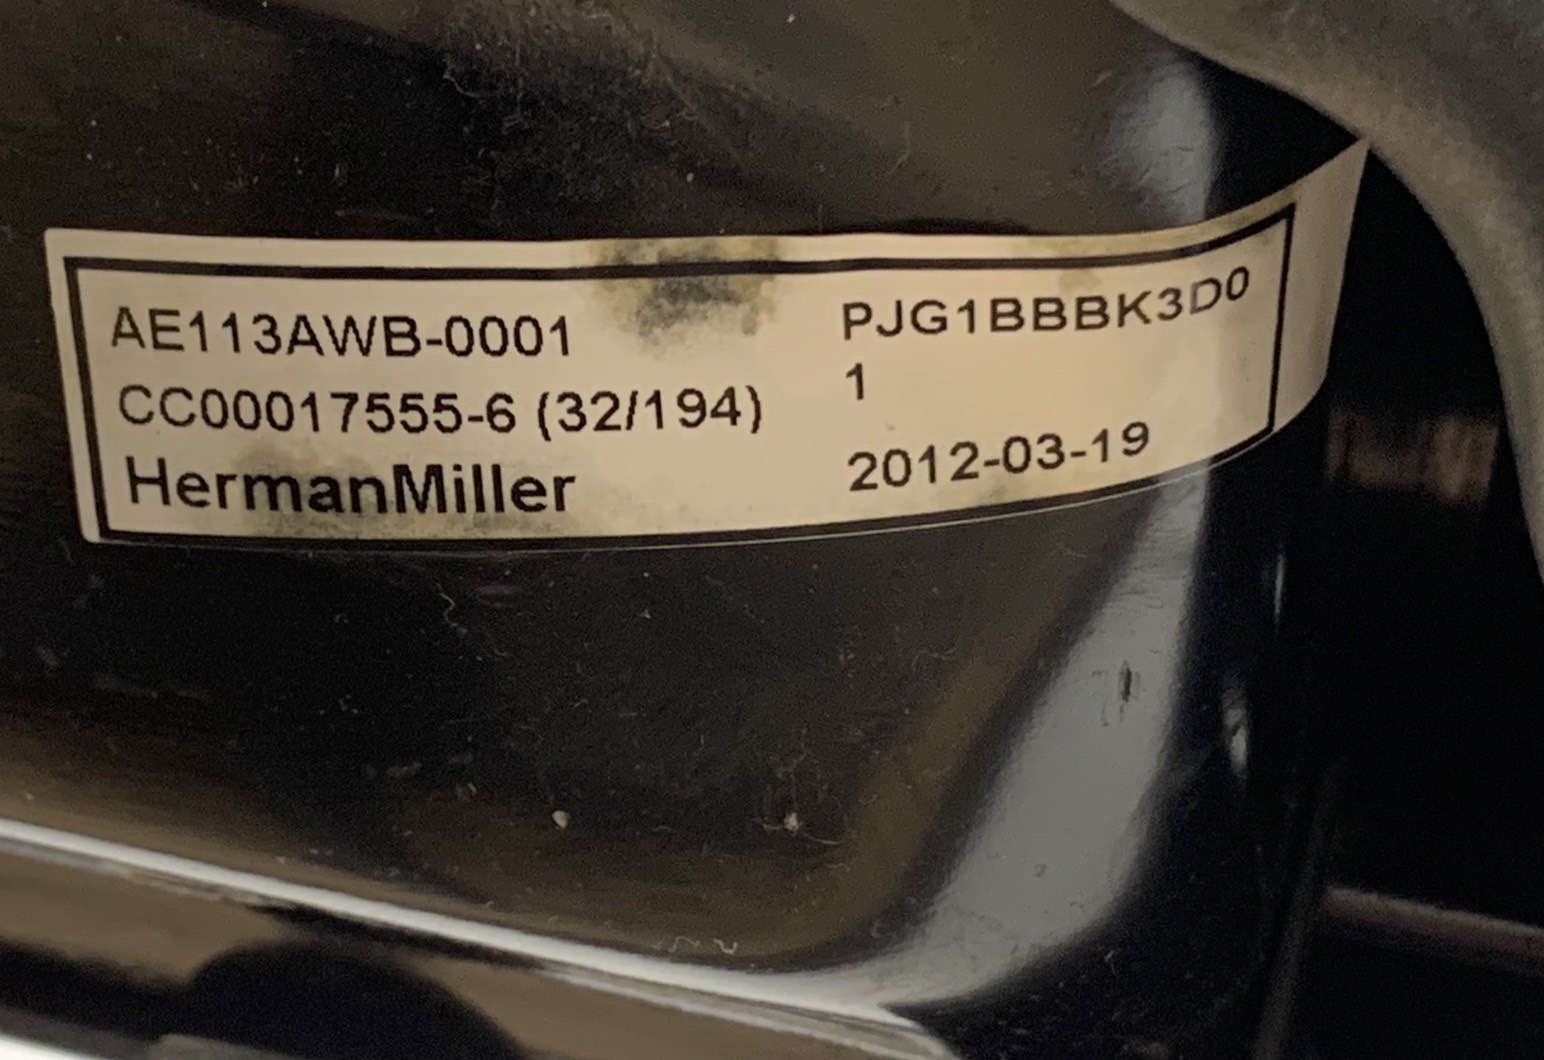 AE113AWB-0001
CC00017555-6 (32/194)
HermanMiller
PJG1BBBK3D0
1
2012-03-19